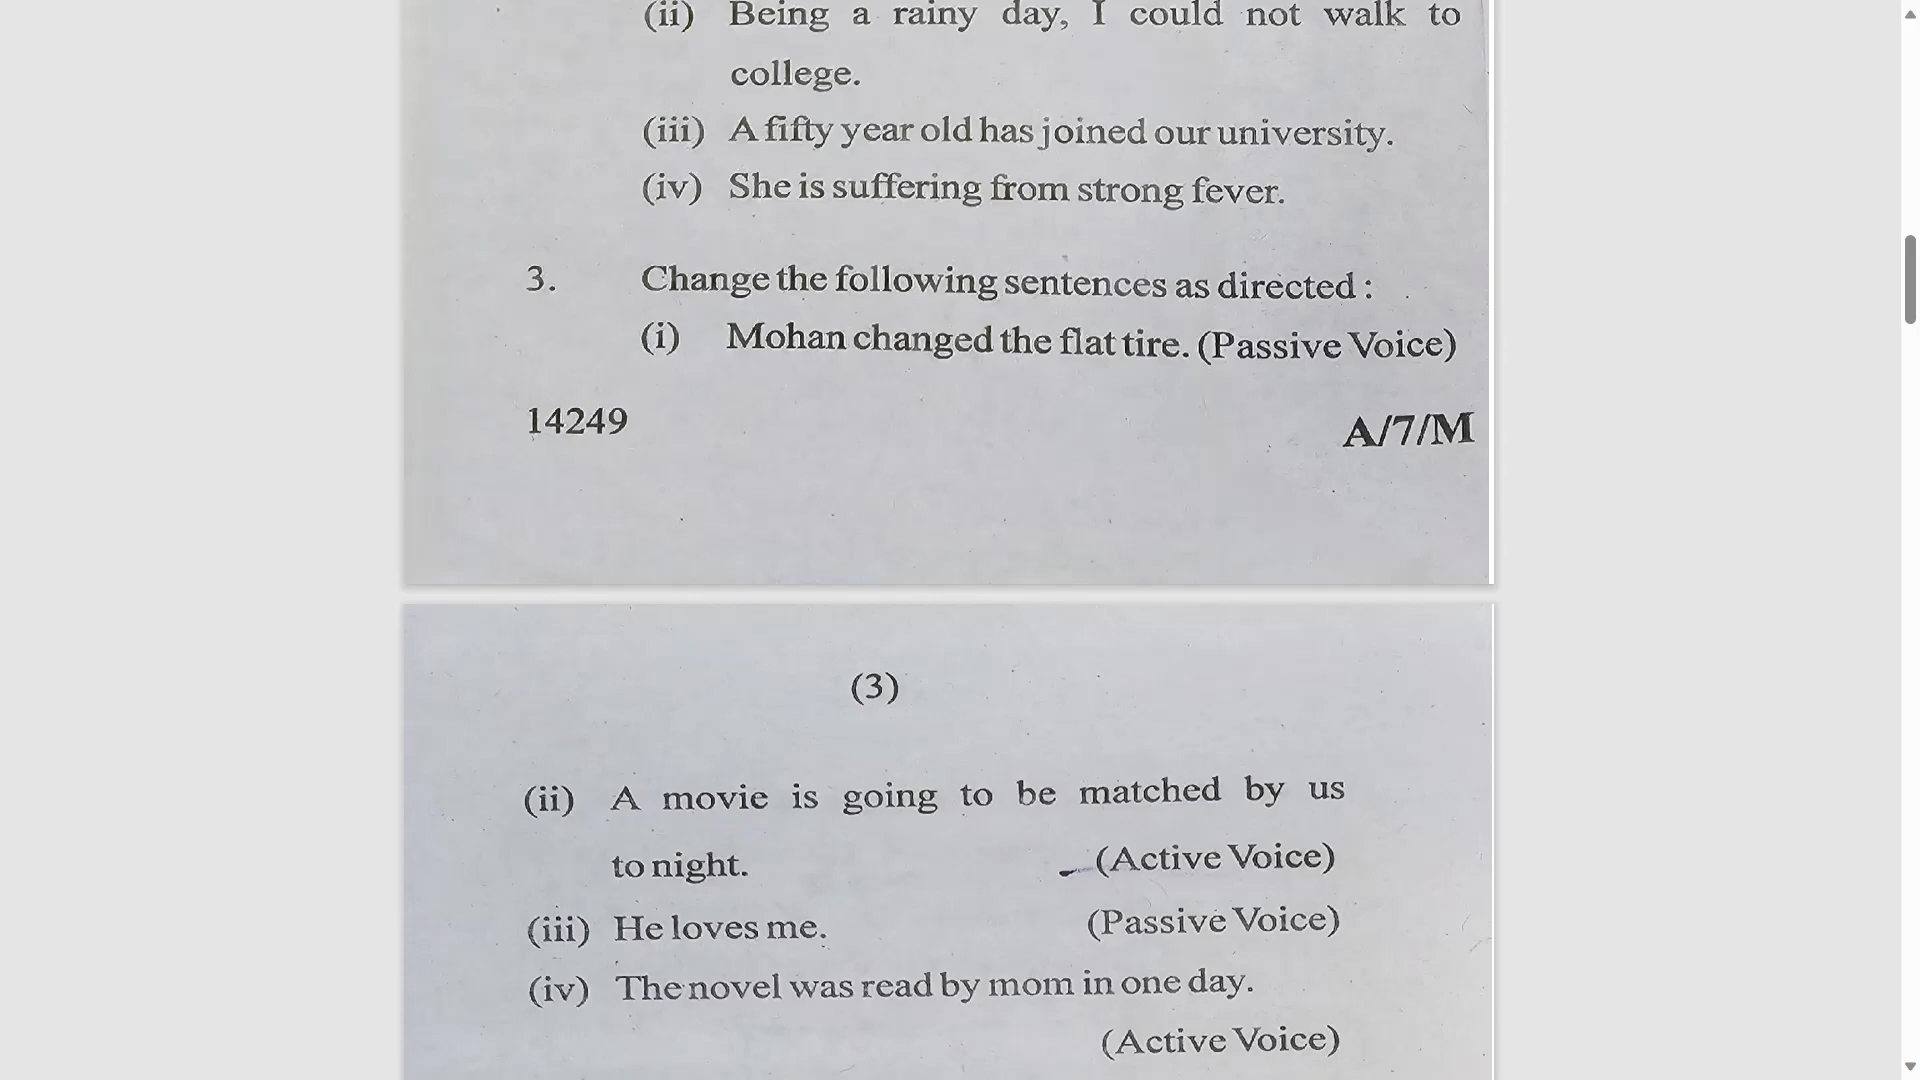 (ii) Being a rainy day, I could not walk to
college.
(iii) A fifty year old has joined our university.
(iv) She is suffering from strong fever.
3. Change the following sentences as directed :
(i) Mohan changed the flat tire. (Passive Voice)
14249 A/7/M
(3)
(ii) A movie is going to be matched by us
to night. (Active Voice)
(iii) He loves me. (Passive Voice)
(iv) The novel was read by mom in one day.
(Active Voice)